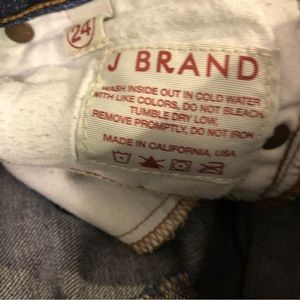 24
J BRAND
WASH INSIDE OUT IN COLD WATER
WITH LIKE COLORS, DO NOT BLEACH.
TUMBLE DRY LOW.
REMOVE PROMPTLY, DO NOT IRON
MADE IN CALIFORNIA, USA